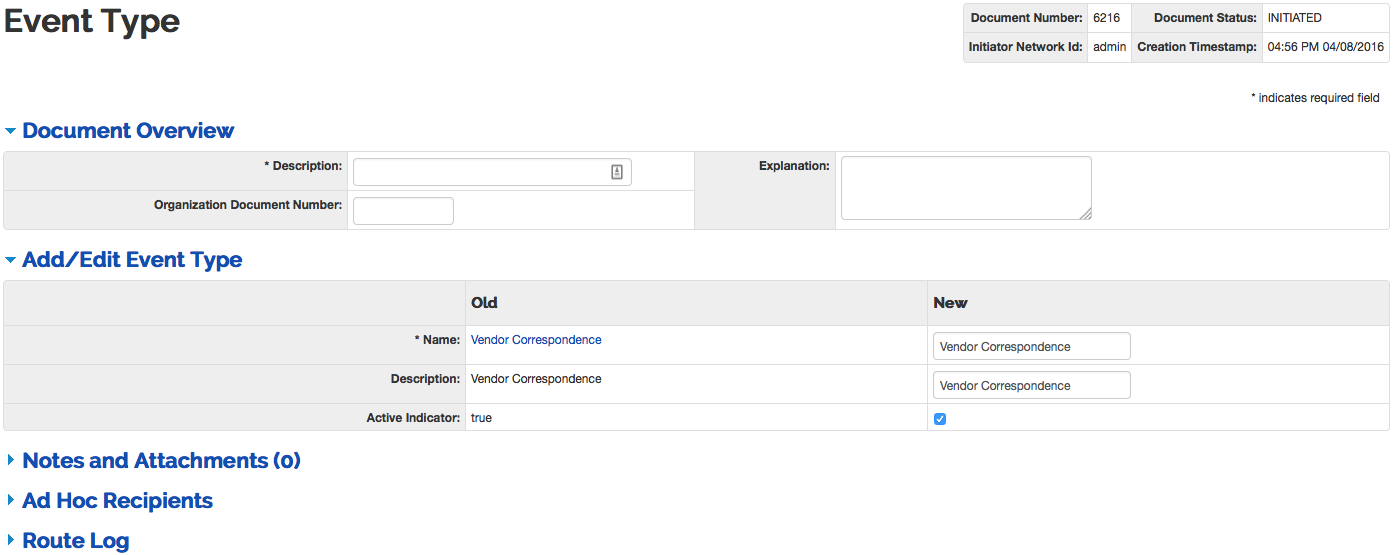 Event Type
Document Number: 6216 Document Status: INITIATED
Initiator Network Id: admin Creation Timestamp: 04:56 PM 04/08/2016
* indicates required field
Document Overview
* Description: Explanation:
Organization Document Number:
Add/Edit Event Type
Old New
* Name: Vendor Correspondence Vendor Correspondence
Description: Vendor Correspondence Vendor Correspondence
Active Indicator: true
Notes and Attachments (0)
Ad Hoc Recipients
Route Log